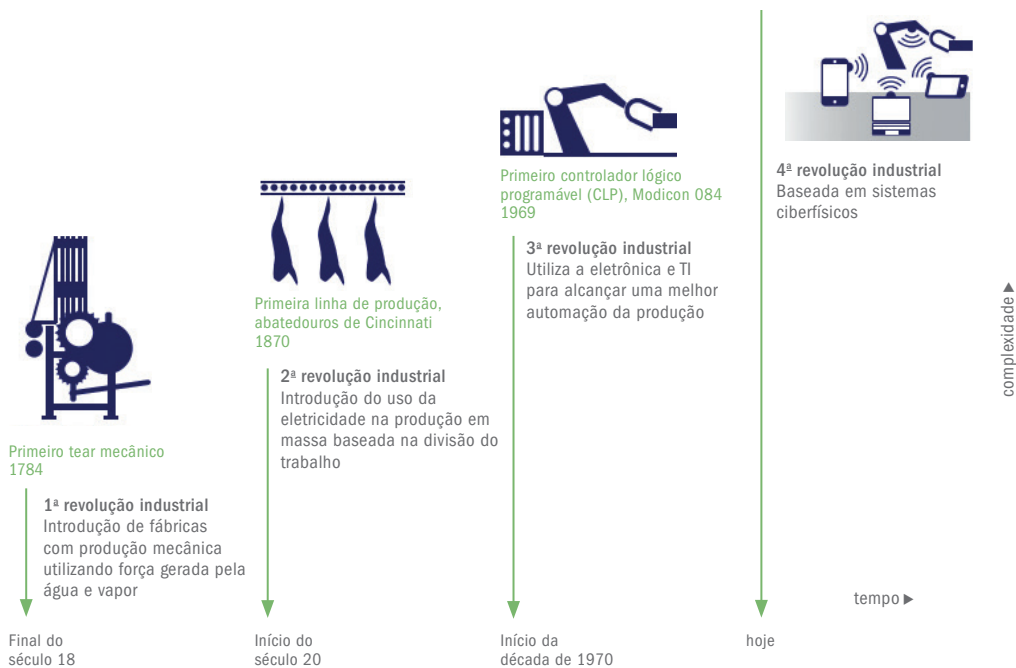 Primeiro tear mecânico
1784
1ª revolução industrial
Introdução de fábricas
com produção mecânica
utilizando força gerada pela
água e vapor
Final do
século 18
Primeira linha de produção,
abatedouros de Cincinnati
1870
2ª revolução industrial
Introdução do uso da
eletricidade na produção em
massa baseada na divisão do
trabalho
Início do
século 20
Primeiro controlador lógico
programável (CLP), Modicon 084
1969
3ª revolução industrial
Utiliza a eletrônica e TI
para alcançar uma melhor
automação da produção
Início da
década de 1970
4ª revolução industrial
Baseada em sistemas
ciberfísicos
hoje
tempo
complexidade